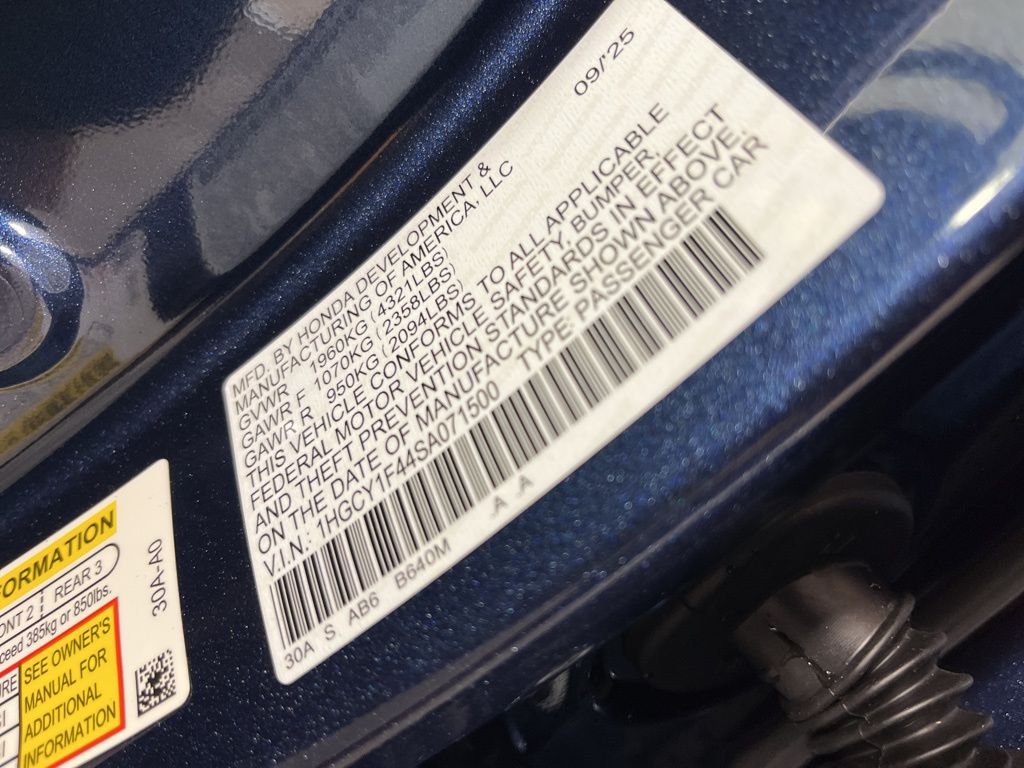 09/'25
MFD. BY HONDA DEVELOPMENT &
MANUFACTURING OF AMERICA, LLC
GVWR 1960KG (4321LBS)
GAWR F 1070KG (2358LBS)
GAWR R 950KG (2094LBS)
THIS VEHICLE CONFORMS TO ALL APPLICABLE
FEDERAL MOTOR VEHICLE SAFETY, BUMPER,
AND THEFT PREVENTION STANDARDS IN EFFECT
ON THE DATE OF MANUFACTURE SHOWN ABOVE.
V.I.N: 1HGCY1F44SA071500 TYPE: PASSENGER CAR
30A S AB6 B640M A A
FORMATION
ONT 2 REAR 3
ceed 385kg or 850lbs.
URE
SEE OWNER'S
MANUAL FOR
ADDITIONAL
INFORMATION
30A-A0